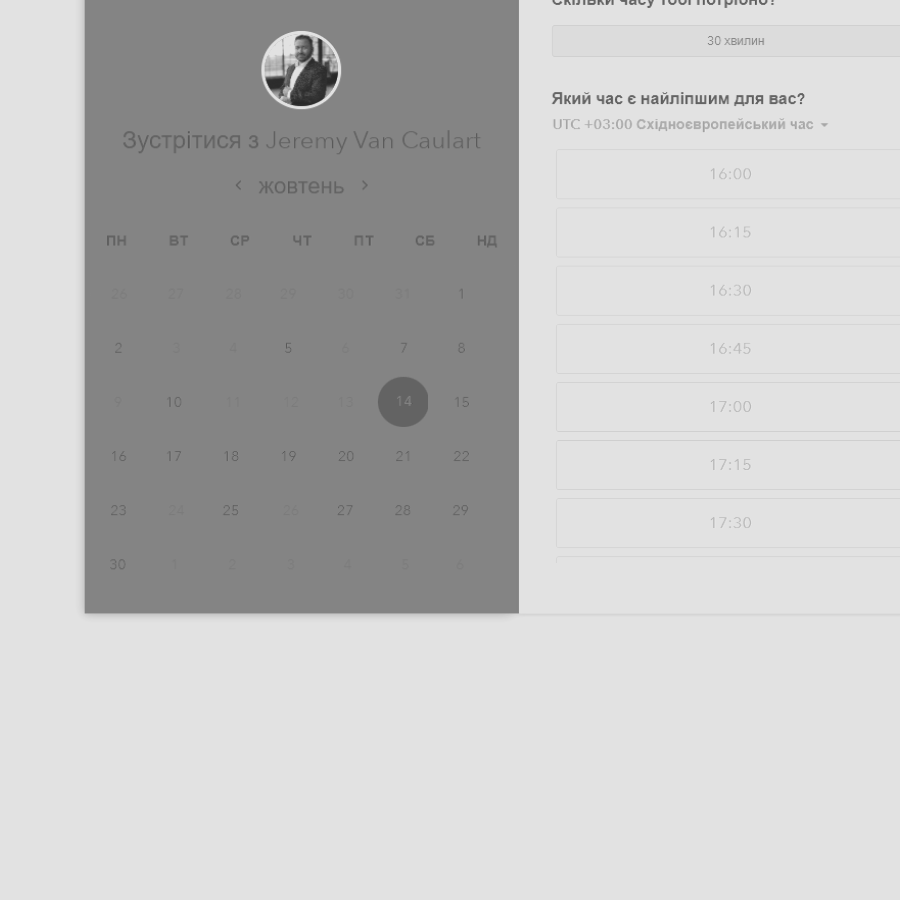 Зустрітися з Jeremy Van Caulart
жовтень
ПН ВТ СР ЧТ ПТ СБ НД
26 27 28 29 30 31 1
2 3 4 5 6 7 8
9 10 11 12 13 14 15
16 17 18 19 20 21 22
23 24 25 26 27 28 29
30 1 2 3 4 5 6
Скільки часу тобі потрібно?
30 хвилин
Який час є найліпшим для вас?
UTC +03:00 Східноєвропейський час
16:00
16:15
16:30
16:45
17:00
17:15
17:30